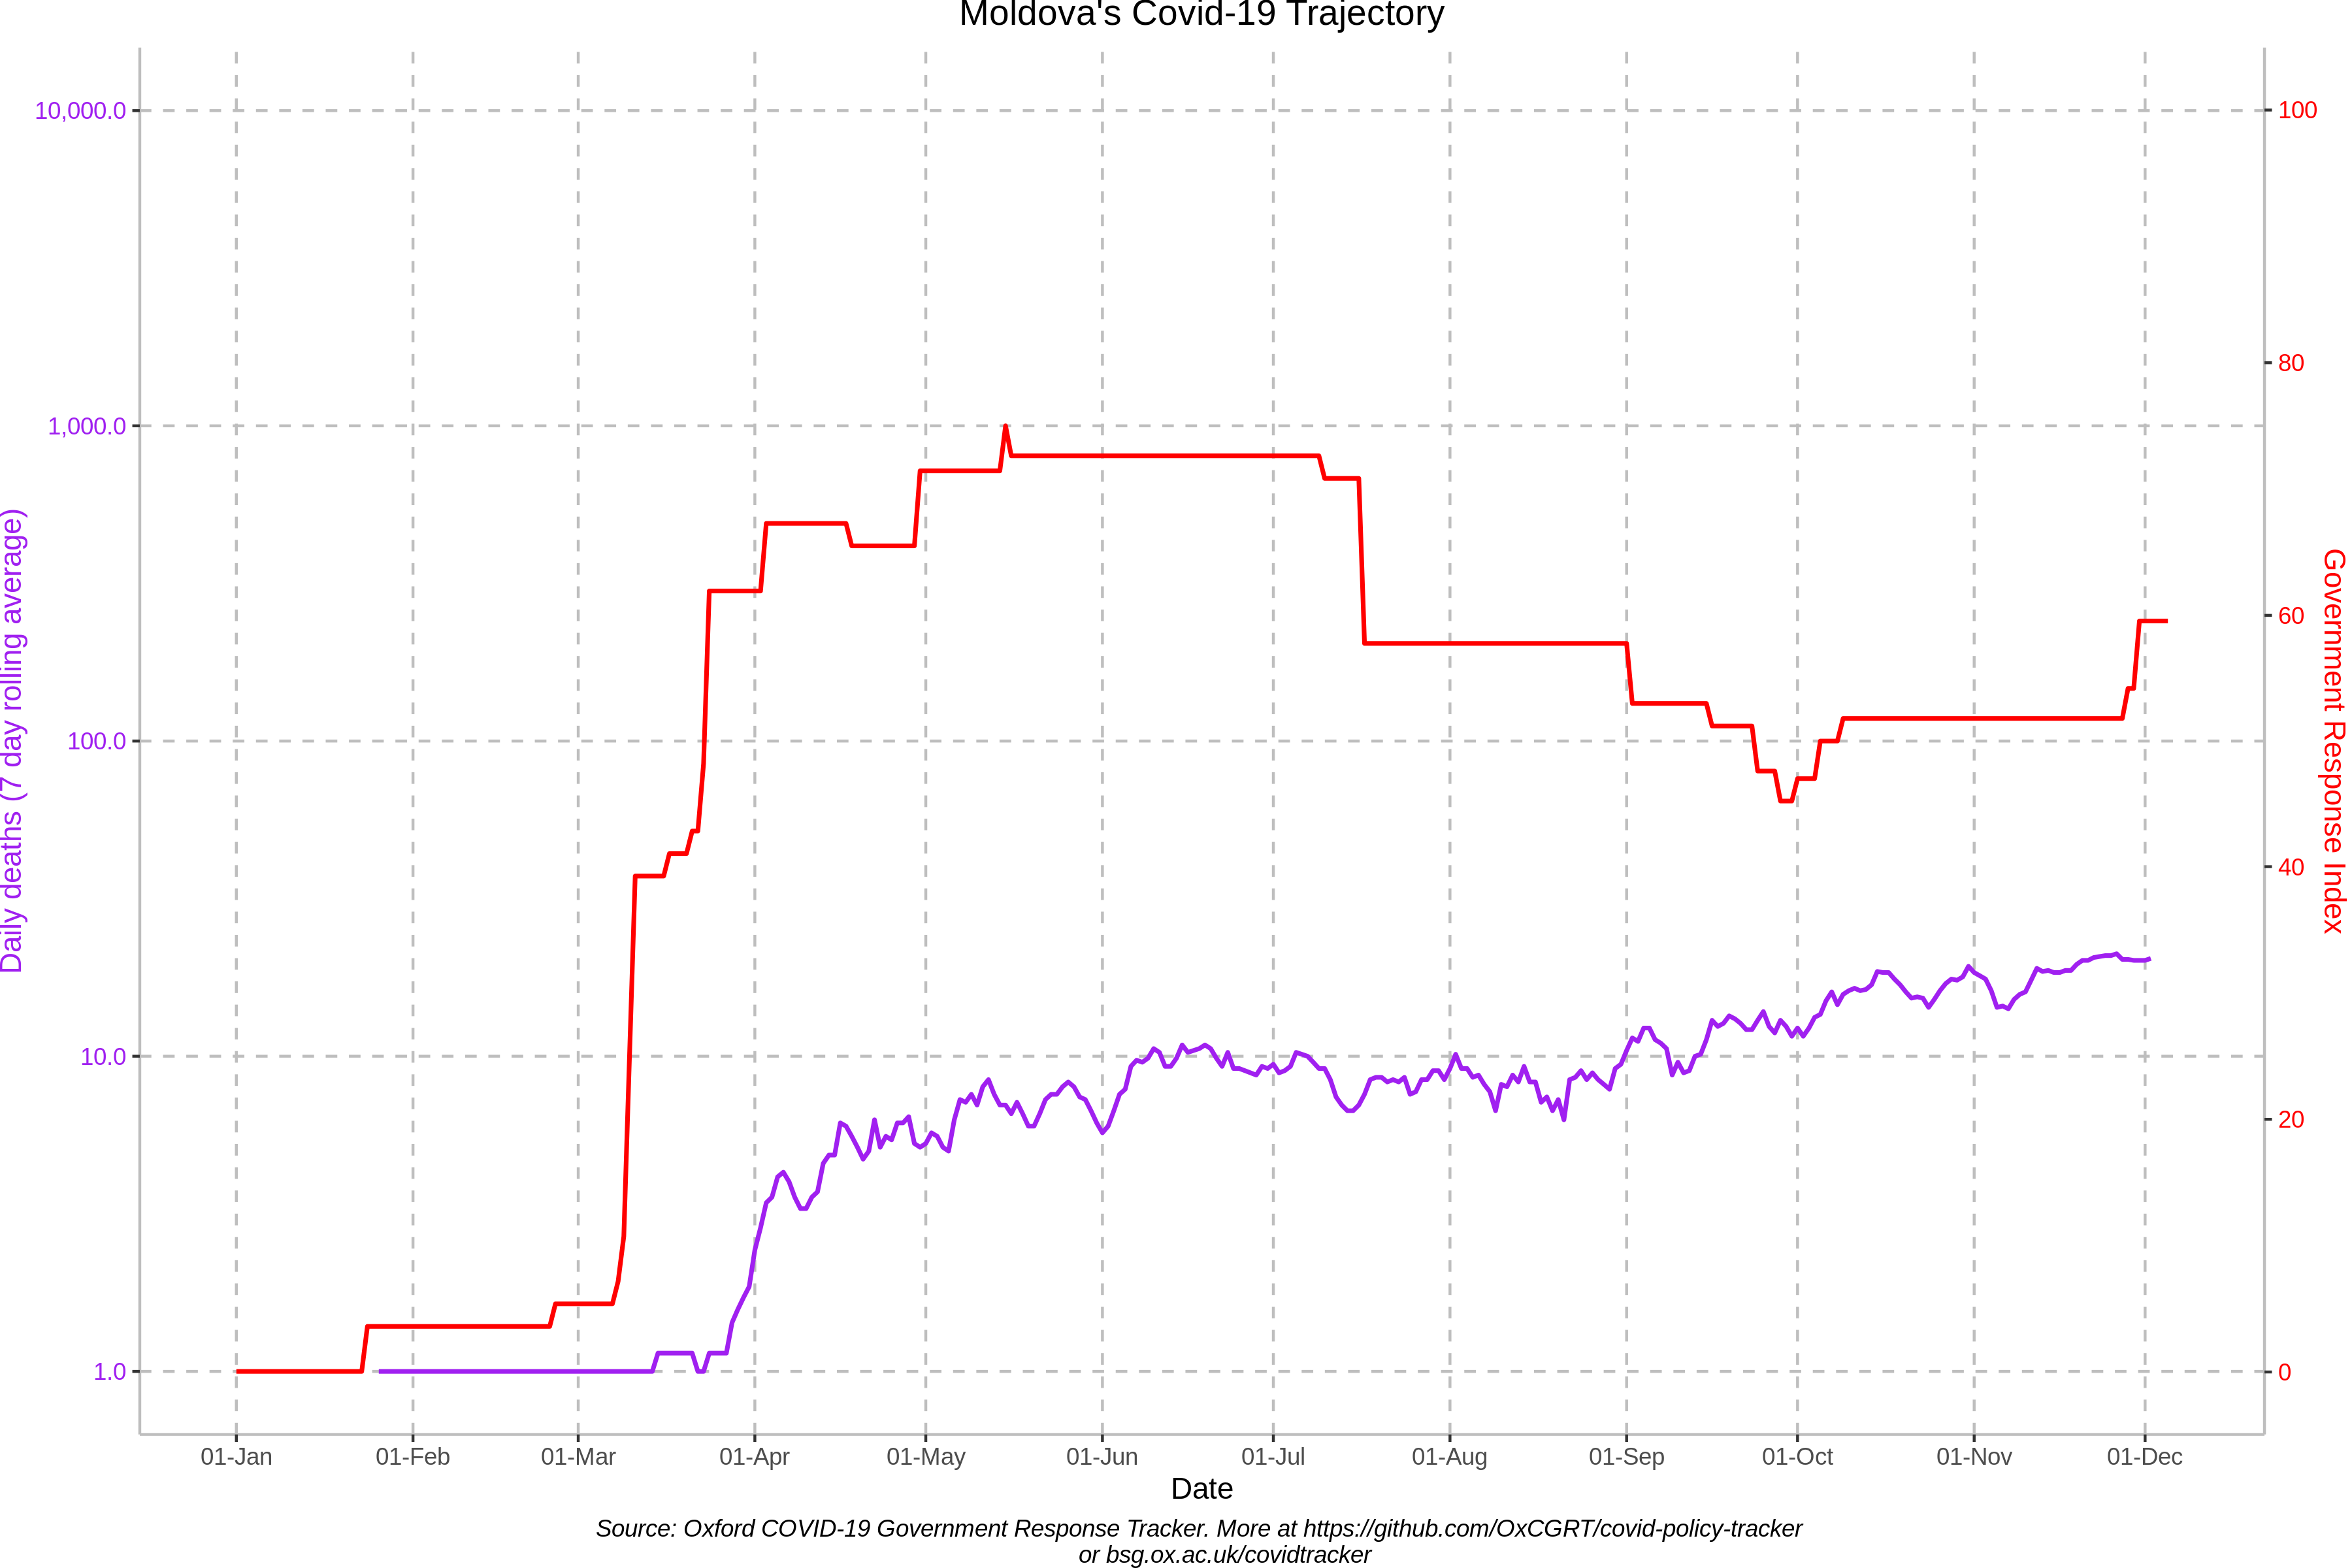 Moldova's Covid-19 Trajectory
10,000.0
1,000.0
100.0
10.0
1.0
Daily deaths (7 day rolling average)
100
80
60
40
20
0
Government Response Index
01-Jan 01-Feb 01-Mar 01-Apr 01-May 01-Jun 01-Jul 01-Aug 01-Sep 01-Oct 01-Nov 01-Dec
Date
Source: Oxford COVID-19 Government Response Tracker. More at https://github.com/OxCGRT/covid-policy-tracker
or bsg.ox.ac.uk/covidtracker